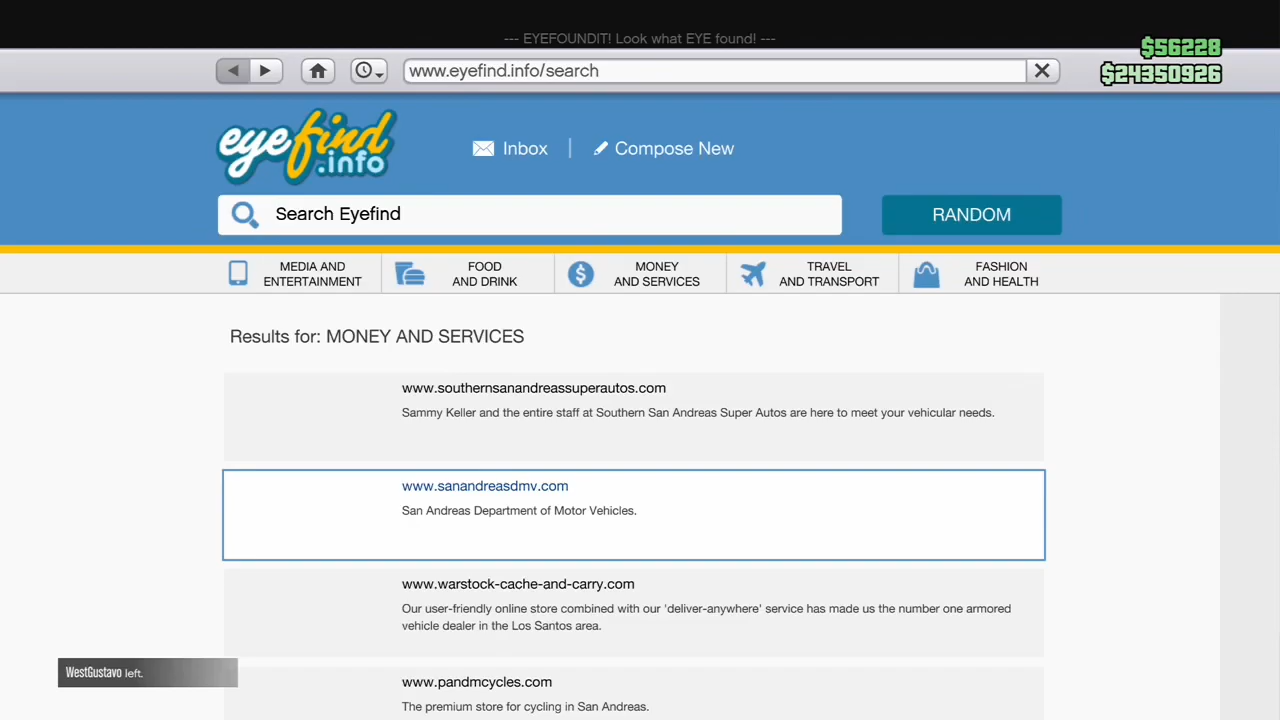 --- EYEFOUNDIT! Look what EYE found! ---
$56228
www.eyefind.info/search
$24350926
eyefind
.info
Inbox
Compose New
Search Eyefind
RANDOM
MEDIA AND
ENTERTAINMENT
FOOD
AND DRINK
MONEY
AND SERVICES
TRAVEL
AND TRANSPORT
FASHION
AND HEALTH
Results for: MONEY AND SERVICES
www.southernsanandreassuperautos.com
Sammy Keller and the entire staff at Southern San Andreas Super Autos are here to meet your vehicular needs.
www.sanandreasdmv.com
San Andreas Department of Motor Vehicles.
www.warstock-cache-and-carry.com
Our user-friendly online store combined with our 'deliver-anywhere' service has made us the number one armored
vehicle dealer in the Los Santos area.
WestGustavo left.
www.pandmcycles.com
The premium store for cycling in San Andreas.